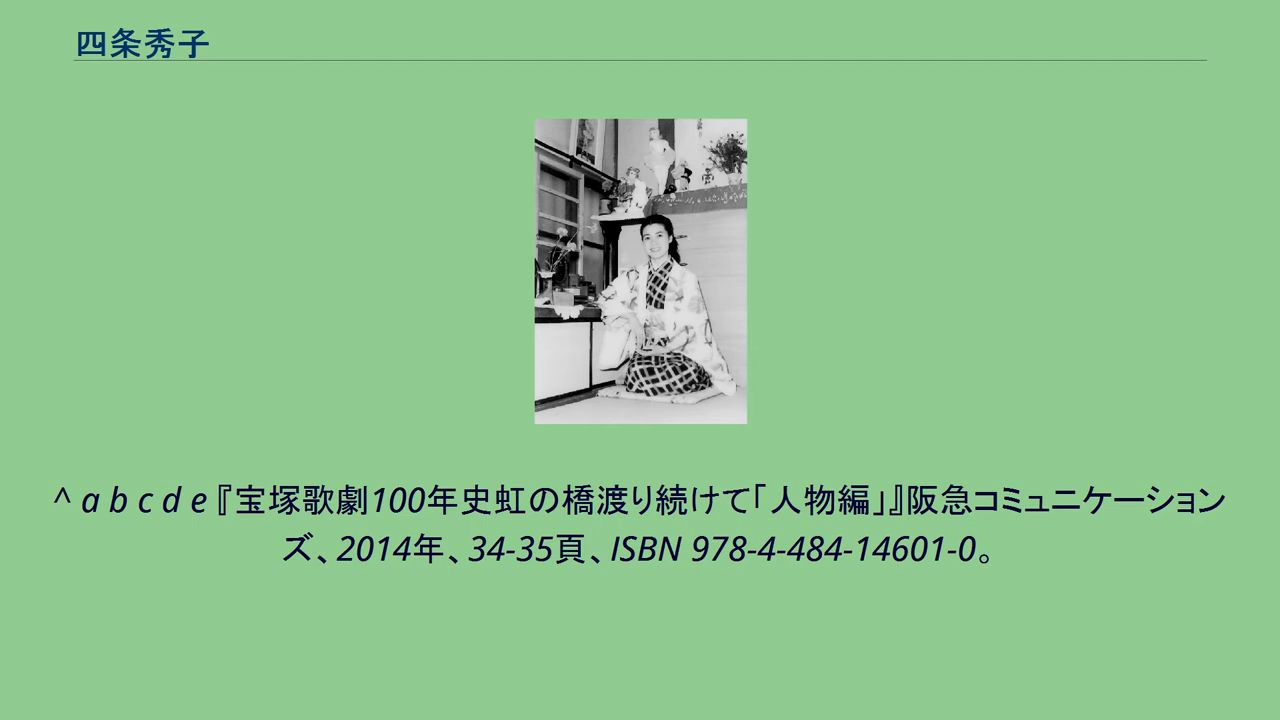 四条秀子
^ a b c d e 『宝塚歌劇100年史虹の橋渡り続けて「人物編」』阪急コミュニケーション
ズ、2014年、34-35頁、ISBN 978-4-484-14601-0。